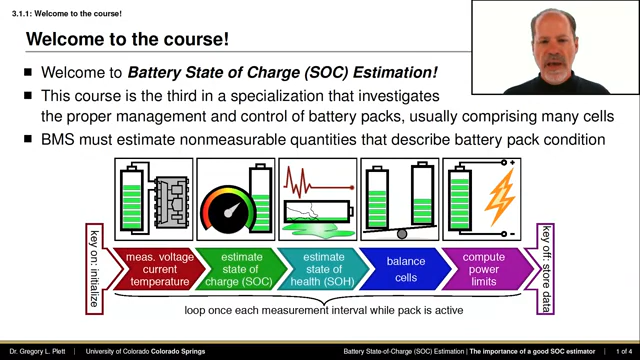 3.1.1: Welcome to the course!
Welcome to the course!
Welcome to Battery State of Charge (SOC) Estimation!
This course is the third in a specialization that investigates
the proper management and control of battery packs, usually comprising many cells
BMS must estimate nonmeasurable quantities that describe battery pack condition
key on: initialize
meas. voltage
current
temperature
estimate
state of
charge (SOC)
estimate
state of
health (SOH)
balance
cells
compute
power
limits
key off: store data
+
−
loop once each measurement interval while pack is active
Dr. Gregory L. Plett | University of Colorado Colorado Springs
Battery State-of-Charge (SOC) Estimation | The importance of a good SOC estimator | 1 of 4